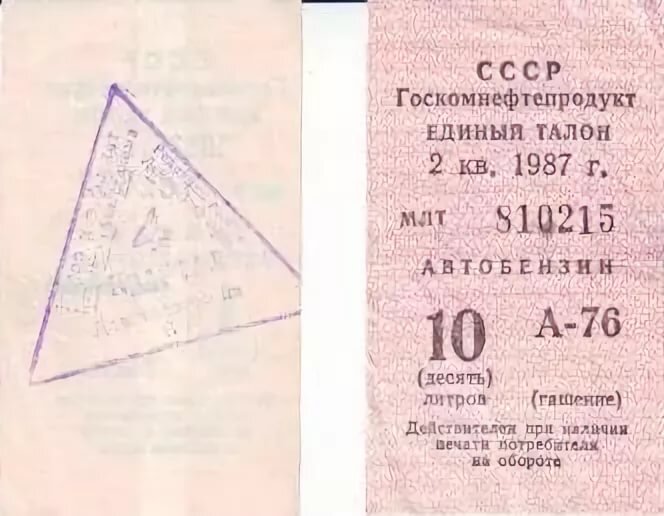 СССР
Госкомнефтепродукт
ЕДИНЫЙ ТАЛОН
2 кв. 1987 г.
МЛТ 810215
АВТОБЕНЗИН
10 А-76
(десять)
литров (гашение)
Действителен при наличии
печати потребителя
на обороте